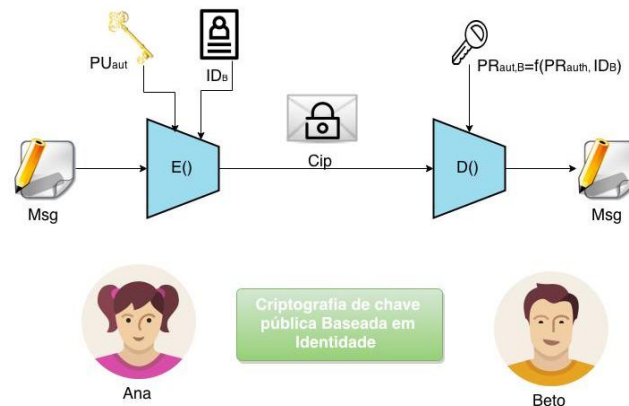 PUaut
IDB
PRaut,B=f(PRauth, IDB)
E()
Cip
D()
Msg
Msg
Criptografia de chave
pública Baseada em
Identidade
Ana
Beto